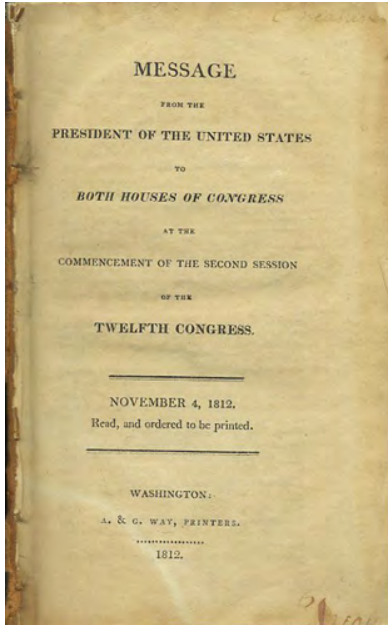 MESSAGE
FROM THE
PRESIDENT OF THE UNITED STATES
TO
BOTH HOUSES OF CONGRESS
AT THE
COMMENCEMENT OF THE SECOND SESSION
OF THE
TWELFTH CONGRESS.
NOVEMBER 4, 1812.
Read, and ordered to be printed.
WASHINGTON:
A. & G. WAY, PRINTERS.
1812.